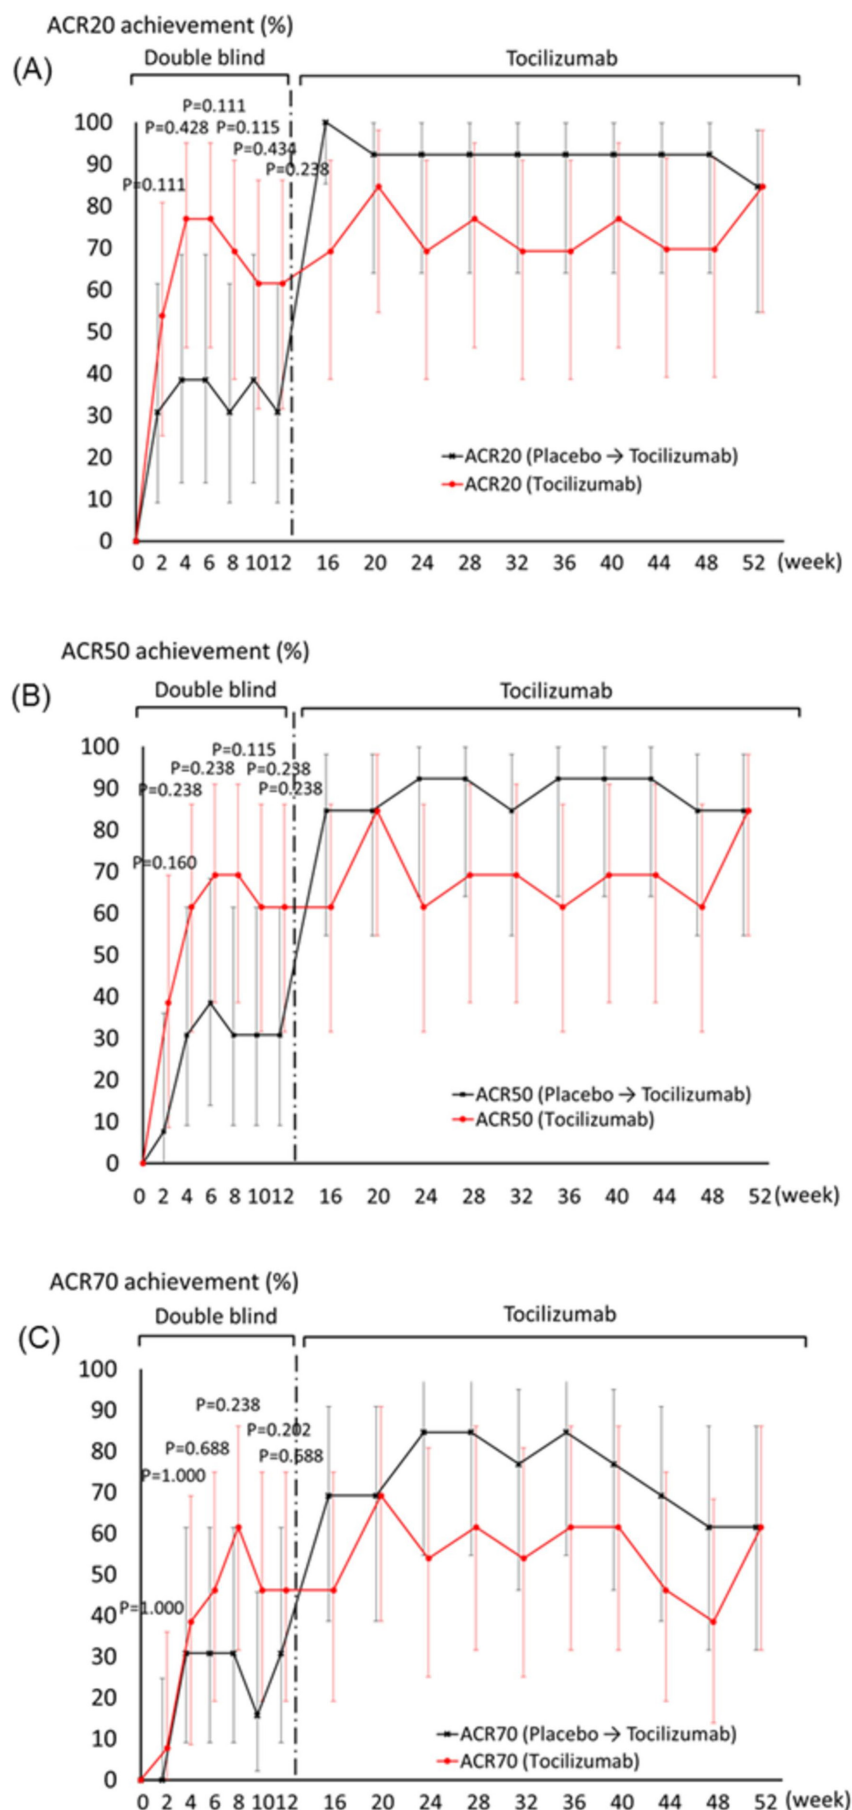 ACR20 achievement (%)
(A)
Double blind
Tocilizumab
P=0.111
P=0.428 P=0.115
P=0.434
P=0.238
P=0.111
100
90
80
70
60
50
40
30
20
10
0
ACR20 (Placebo → Tocilizumab)
ACR20 (Tocilizumab)
0 2 4 6 8 10 12 16 20 24 28 32 36 40 44 48 52 (week)
ACR50 achievement (%)
(B)
Double blind
Tocilizumab
P=0.115
P=0.238 P=0.238
P=0.238 P=0.238
P=0.160
100
90
80
70
60
50
40
30
20
10
0
ACR50 (Placebo → Tocilizumab)
ACR50 (Tocilizumab)
0 2 4 6 8 10 12 16 20 24 28 32 36 40 44 48 52 (week)
ACR70 achievement (%)
(C)
Double blind
Tocilizumab
P=0.238
P=0.202
P=0.688 P=0.688
P=1.000
P=1.000
100
90
80
70
60
50
40
30
20
10
0
ACR70 (Placebo → Tocilizumab)
ACR70 (Tocilizumab)
0 2 4 6 8 10 12 16 20 24 28 32 36 40 44 48 52 (week)